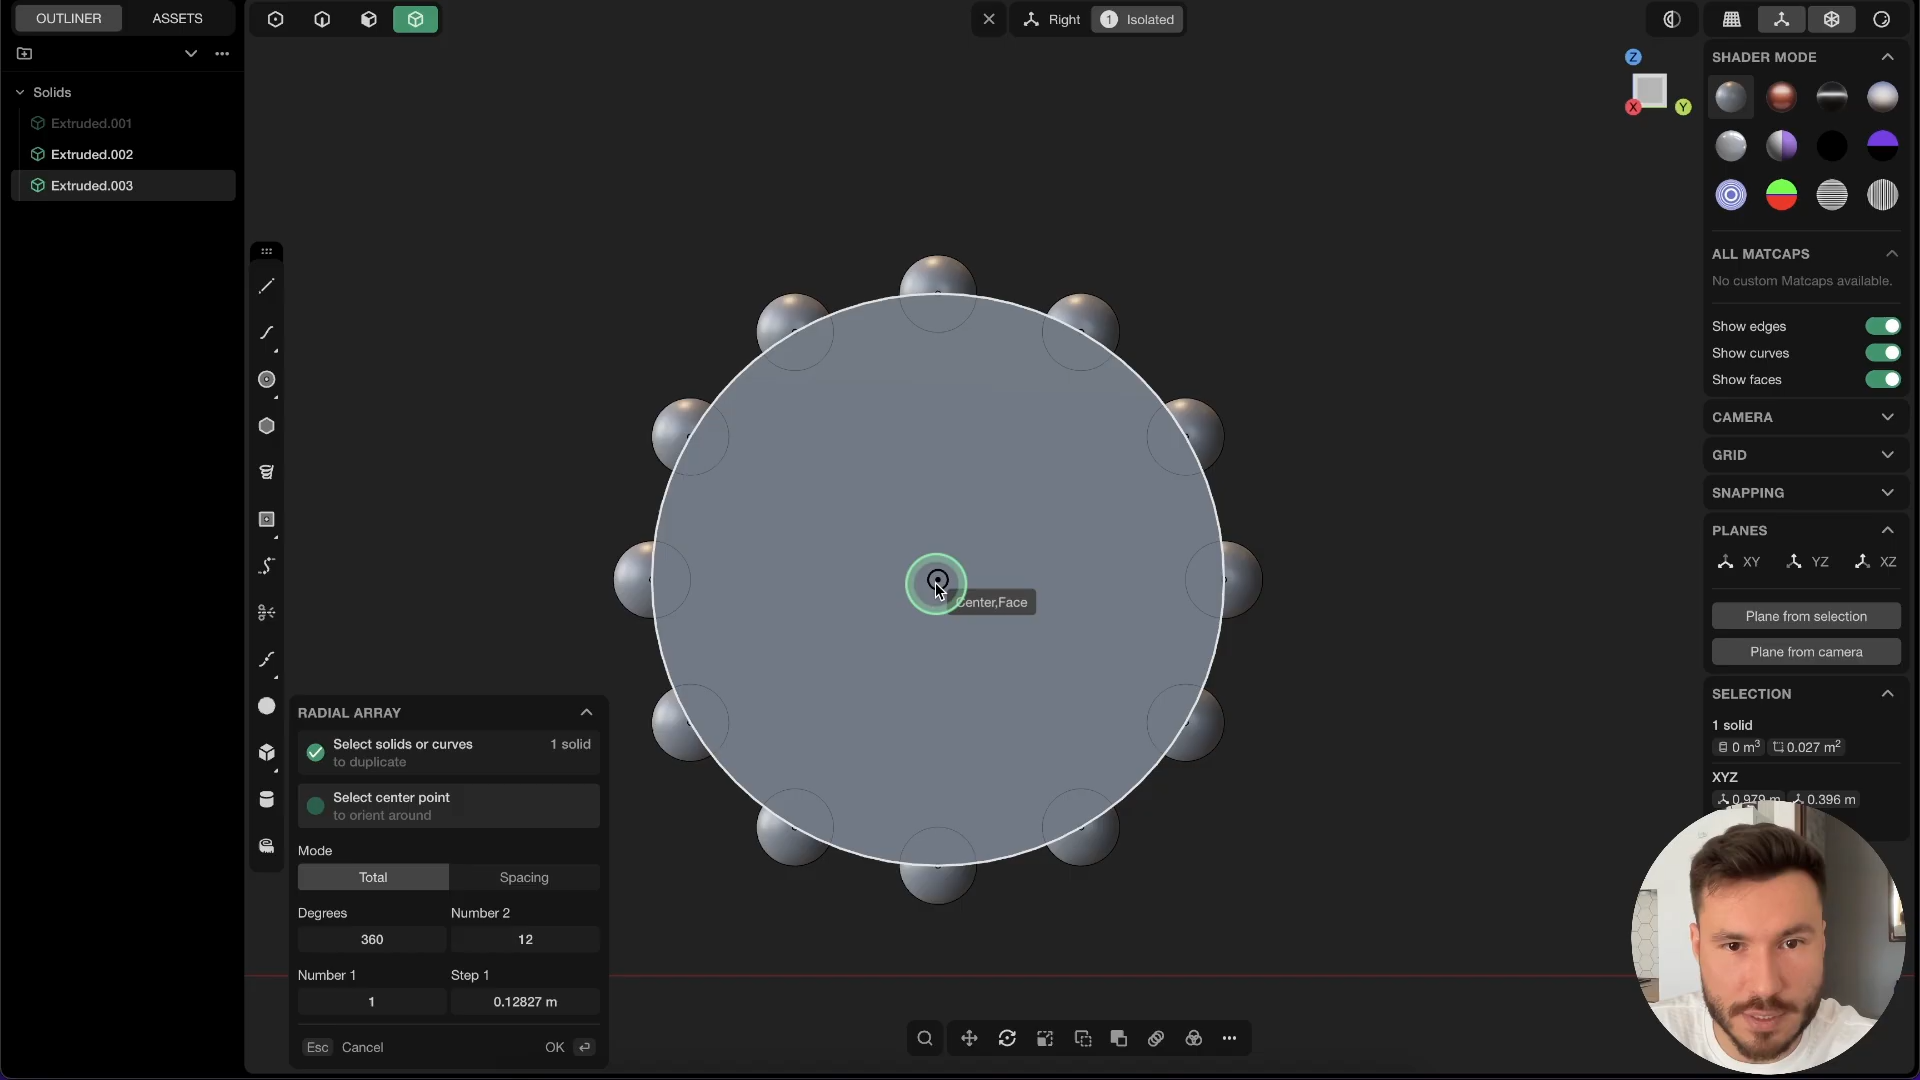 OUTLINER
ASSETS
Solids
Extruded.001
Extruded.002
Extruded.003
Right
1 Isolated
Z
X
Y
Center,Face
RADIAL ARRAY
Select solids or curves 1 solid
to duplicate
Select center point
to orient around
Mode
Total Spacing
Degrees Number 2
360 12
Number 1 Step 1
1 0.12827 m
Esc Cancel OK
SHADER MODE
ALL MATCAPS
No custom Matcaps available.
Show edges
Show curves
Show faces
CAMERA
GRID
SNAPPING
PLANES
XY YZ XZ
Plane from selection
Plane from camera
SELECTION
1 solid
0 m³ 0.027 m²
XYZ
0.979 m 0.396 m